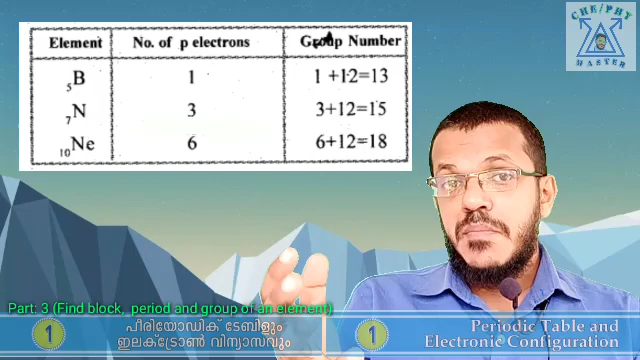 CHE/PHY
MASTER
Element No. of p electrons Group Number
5B 1 1 +12=13
7N 3 3+12=15
10Ne 6 6+12=18
Part: 3 (Find block, period and group of an element)
1 പീരിയോഡിക് ടേബിളും
ഇലക്ട്രോൺ വിന്യാസവും
1 Periodic Table and
Electronic Configuration